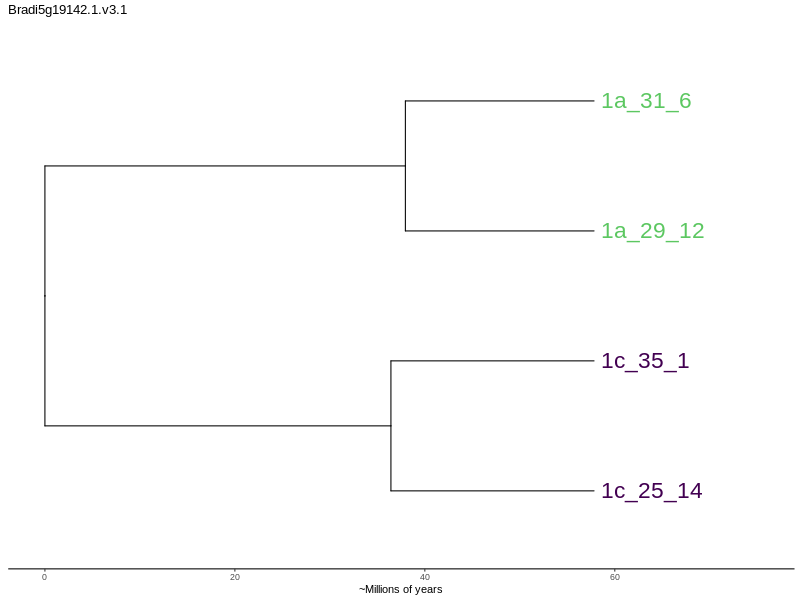 Bradi5g19142.1.v3.1
1a_31_6
1a_29_12
1c_35_1
1c_25_14
0 20 40 60
~Millions of years